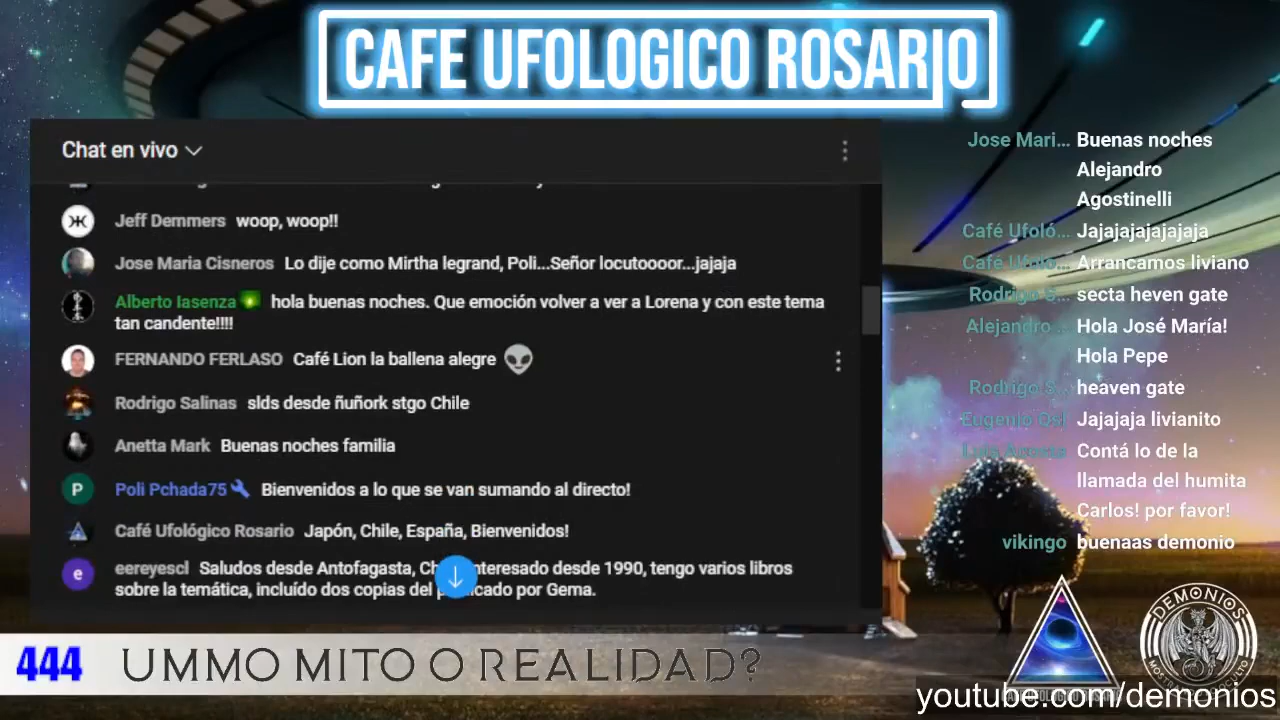 CAFE UFOLOGICO ROSARIO
Chat en vivo
Jeff Demmers woop, woop!!
Jose Maria Cisneros Lo dije como Mirtha legrand, Poli...Señor locutoooor...jajaja
Alberto Iasenza hola buenas noches. Que emoción volver a ver a Lorena y con este tema
tan candente!!!!
FERNANDO FERLASO Café Lion la ballena alegre
Rodrigo Salinas slds desde ñuñork stgo Chile
Anetta Mark Buenas noches familia
P Poli Pchada75 Bienvenidos a lo que se van sumando al directo!
Café Ufológico Rosario Japón, Chile, España, Bienvenidos!
e eereyescl Saludos desde Antofagasta, interesado desde 1990, tengo varios libros
sobre la temática, incluído dos copias del por Gema.
Jose Mari... Buenas noches
Alejandro
Agostinelli
Café Ufoló... Jajajajajajajaja
Café Ufoló... Arrancamos liviano
Rodrigo S... secta heven gate
Alejandro ... Hola José María!
Hola Pepe
Rodrigo S... heaven gate
Eugenio Jajajaja livianito
Contá lo de la
llamada del humita
Carlos! por favor!
vikingo buenaas demonio
444 UMMO MITO O REALIDAD?
DEMONIOS
youtube.com/demonios